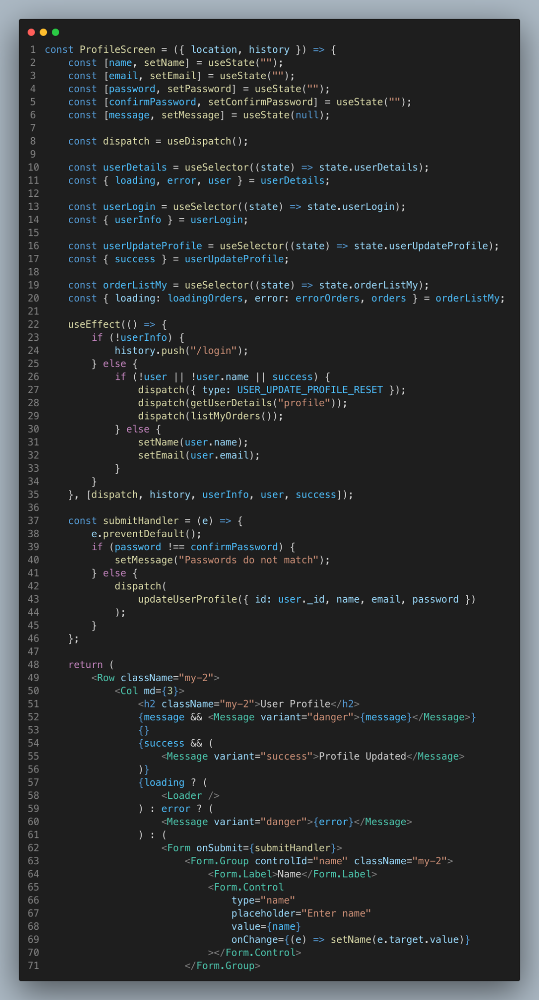 1 const ProfileScreen = ({ location, history }) => {
2     const [name, setName] = useState("");
3     const [email, setEmail] = useState("");
4     const [password, setPassword] = useState("");
5     const [confirmPassword, setConfirmPassword] = useState("");
6     const [message, setMessage] = useState(null);
7
8     const dispatch = useDispatch();
9
10     const userDetails = useSelector((state) => state.userDetails);
11     const { loading, error, user } = userDetails;
12
13     const userLogin = useSelector((state) => state.userLogin);
14     const { userInfo } = userLogin;
15
16     const userUpdateProfile = useSelector((state) => state.userUpdateProfile);
17     const { success } = userUpdateProfile;
18
19     const orderListMy = useSelector((state) => state.orderListMy);
20     const { loading: loadingOrders, error: errorOrders, orders } = orderListMy;
21
22     useEffect(() => {
23         if (!userInfo) {
24             history.push("/login");
25         } else {
26             if (!user || !user.name || success) {
27                 dispatch({ type: USER_UPDATE_PROFILE_RESET });
28                 dispatch(getUserDetails("profile"));
29                 dispatch(listMyOrders());
30             } else {
31                 setName(user.name);
32                 setEmail(user.email);
33             }
34         }
35     }, [dispatch, history, userInfo, user, success]);
36
37     const submitHandler = (e) => {
38         e.preventDefault();
39         if (password !== confirmPassword) {
40             setMessage("Passwords do not match");
41         } else {
42             dispatch(
43                 updateUserProfile({ id: user._id, name, email, password })
44             );
45         }
46     };
47
48     return (
49         <Row className="my-2">
50             <Col md={3}>
51                 <h2 className="my-2">User Profile</h2>
52                 {message && <Message variant="danger">{message}</Message>}
53                 {}
54                 {success && (
55                     <Message variant="success">Profile Updated</Message>
56                 )}
57                 {loading ? (
58                     <Loader />
59                 ) : error ? (
60                     <Message variant="danger">{error}</Message>
61                 ) : (
62                     <Form onSubmit={submitHandler}>
63                         <Form.Group controlId="name" className="my-2">
64                             <Form.Label>Name</Form.Label>
65                             <Form.Control
66                                 type="name"
67                                 placeholder="Enter name"
68                                 value={name}
69                                 onChange={(e) => setName(e.target.value)}
70                             ></Form.Control>
71                         </Form.Group>